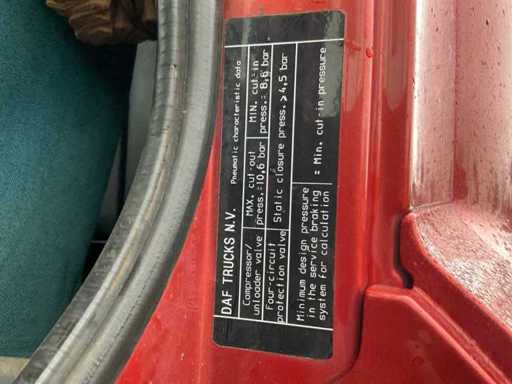 DAF TRUCKS N.V. Pneumatic characteristic data
Compressor/ MAX. cut-out MIN. cut-in
unloader valve press.=10,6 bar press.= 8,6 bar
Four-circuit Static closure press.>4,5 bar
protection valve
Minimum design pressure
in the service braking = Min. cut-in pressure
system for calculation